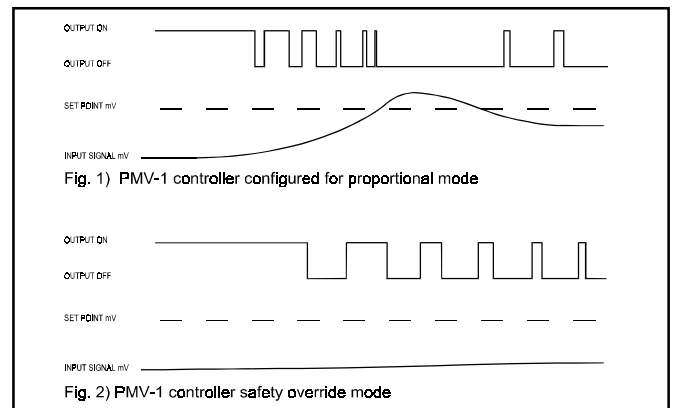 OUTPUT ON
OUTPUT OFF
SET POINT mV
INPUT SIGNAL mV
Fig. 1) PMV-1 controller configured for proportional mode
OUTPUT ON
OUTPUT OFF
SET POINT mV
INPUT SIGNAL mV
Fig. 2) PMV-1 controller safety override mode